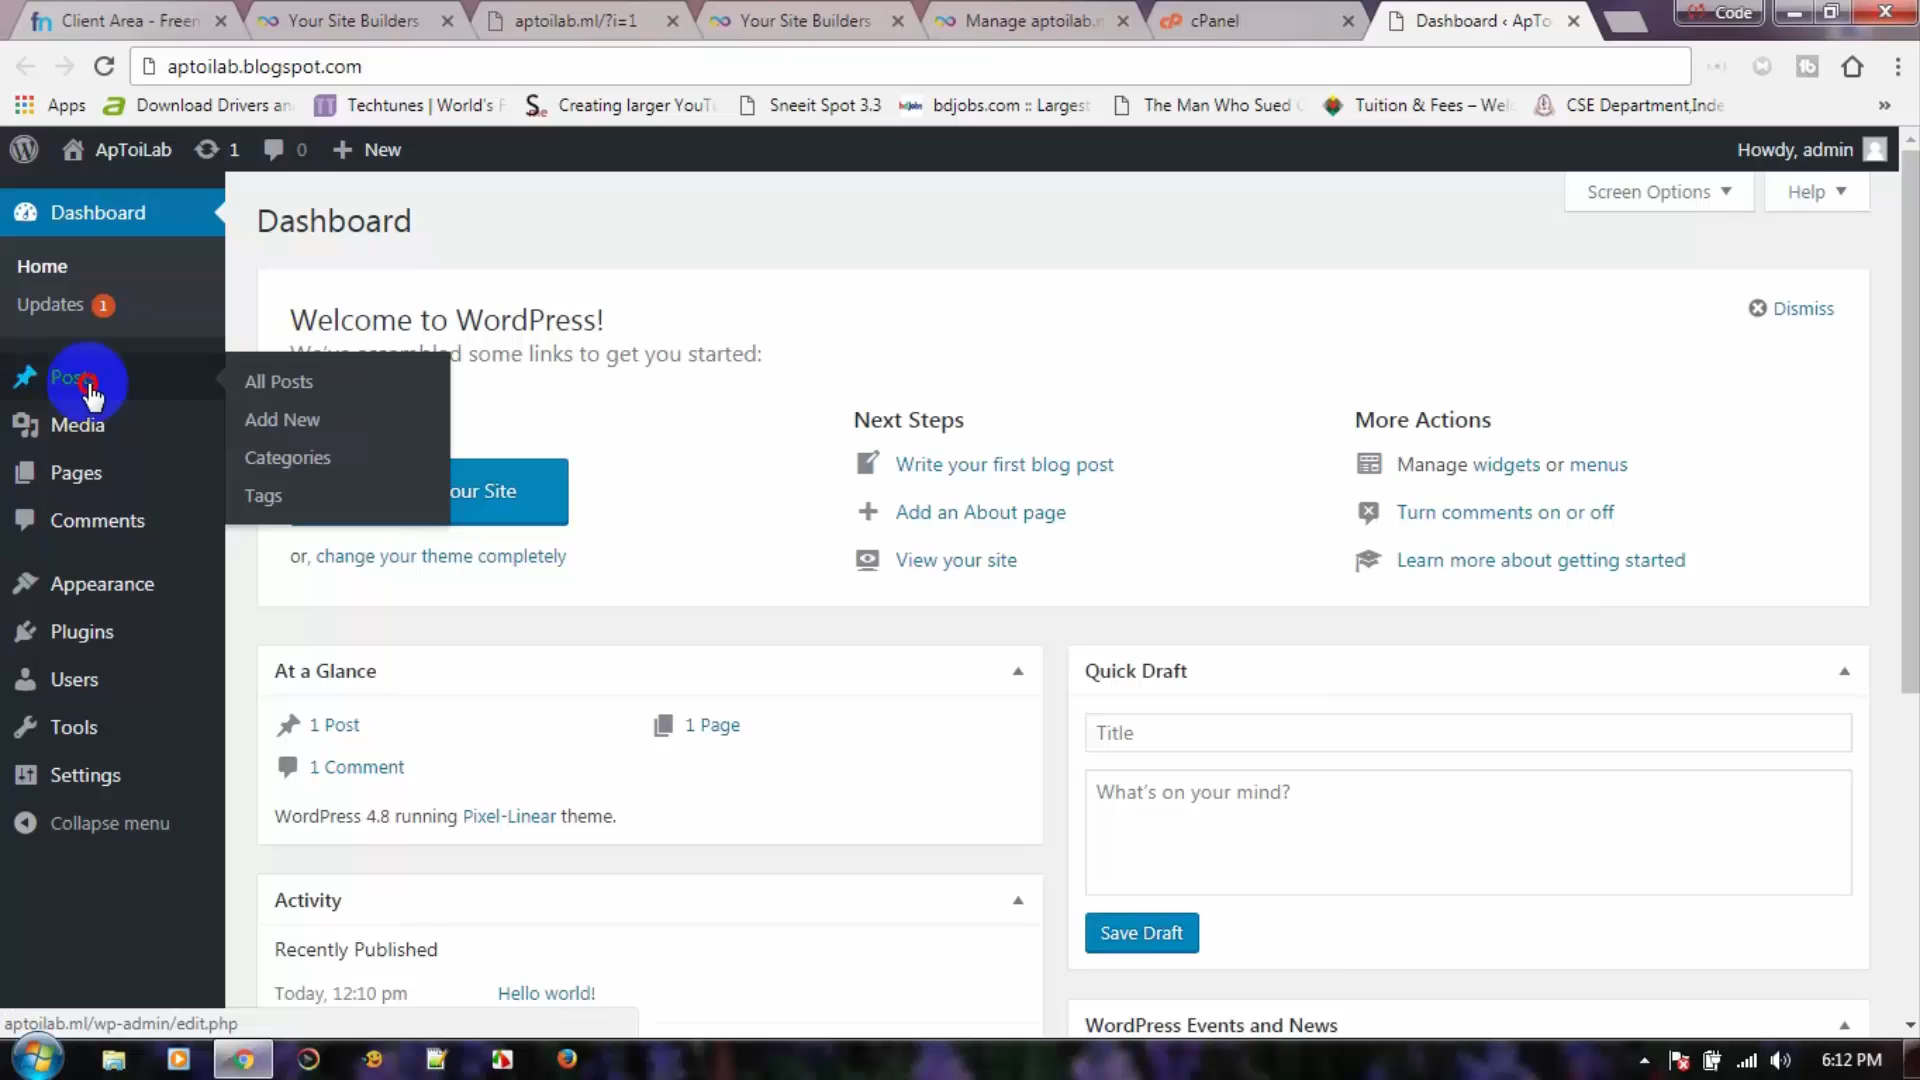 Client Area - Freen
Your Site Builders
aptoilab.ml/?i=1
Your Site Builders
Manage aptoilab.m
cPanel
Dashboard ‹ ApTo
Code
aptoilab.blogspot.com
Apps
Download Drivers an
Techtunes | World's F
Creating larger YouTu
Sneeit Spot 3.3
bdjobs.com :: Largest
The Man Who Sued
Tuition & Fees – Wel
CSE Department,Inde
»
ApToiLab
1
0
New
Howdy, admin
Dashboard
Home
Updates 1
Posts
Media
Pages
Comments
Appearance
Plugins
Users
Tools
Settings
Collapse menu
All Posts
Add New
Categories
Tags
Screen Options
Help
Dashboard
Welcome to WordPress!
We've assembled some links to get you started:
Dismiss
our Site
or, change your theme completely
Next Steps
Write your first blog post
Add an About page
View your site
More Actions
Manage widgets or menus
Turn comments on or off
Learn more about getting started
At a Glance
1 Post
1 Page
1 Comment
WordPress 4.8 running Pixel-Linear theme.
Activity
Recently Published
Today, 12:10 pm
Hello world!
Quick Draft
Title
What's on your mind?
Save Draft
WordPress Events and News
aptoilab.ml/wp-admin/edit.php
6:12 PM